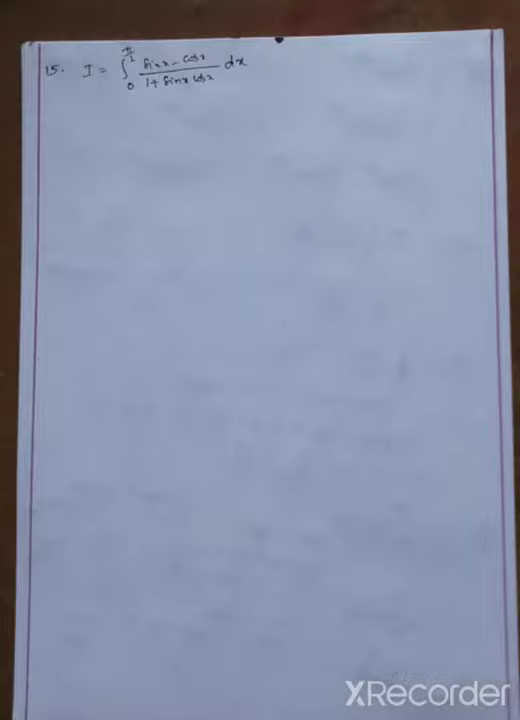 15. I = ∫₀^(π/2) (sinx - cosx)/(1 + sinx cosx) dx
XRecorder